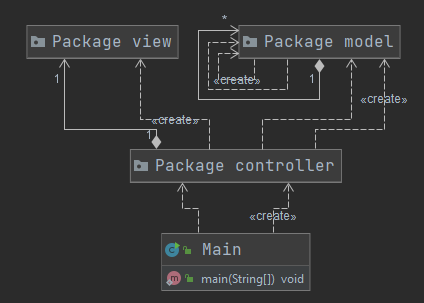 *
Package view
Package model
1
«create»
1
«create»
«create»
1
Package controller
«create»
Main
main(String[]) void